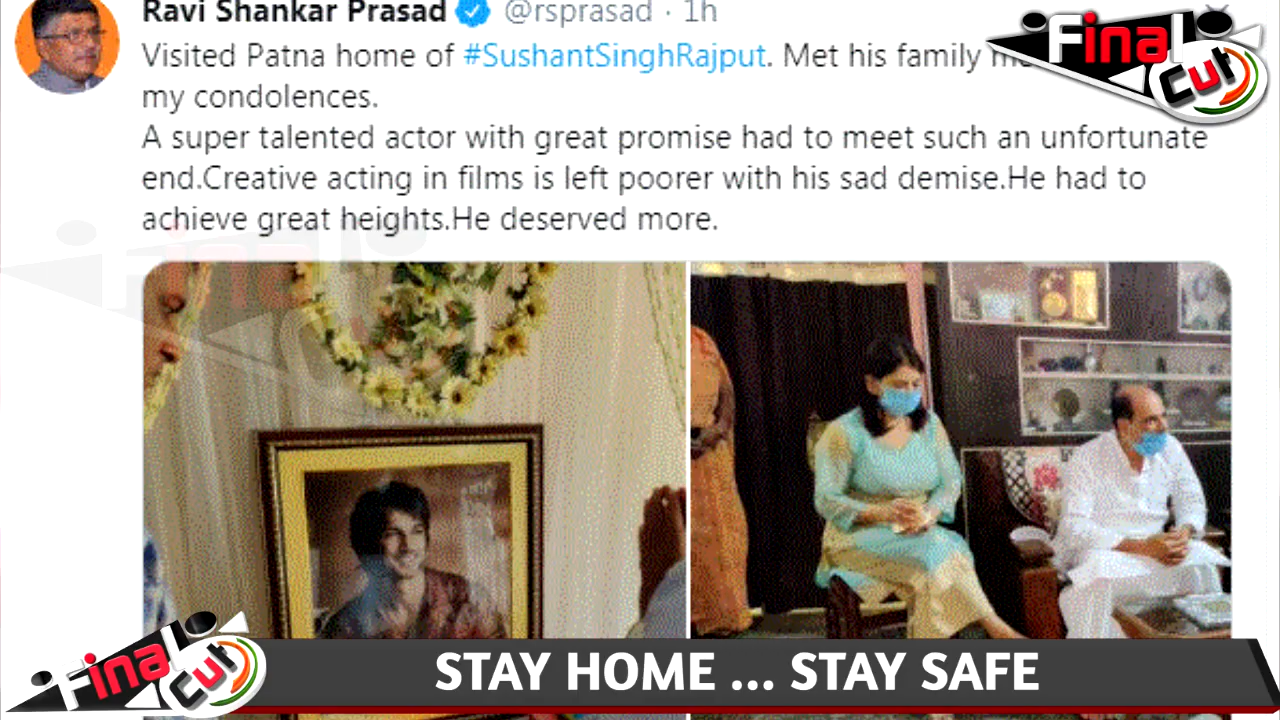 Ravi Shankar Prasad @rsprasad · 1h
Visited Patna home of #SushantSinghRajput. Met his family
my condolences.
A super talented actor with great promise had to meet such an unfortunate
end.Creative acting in films is left poorer with his sad demise.He had to
achieve great heights.He deserved more.
Final
Cut
Final
Final
Cut
STAY HOME ... STAY SAFE